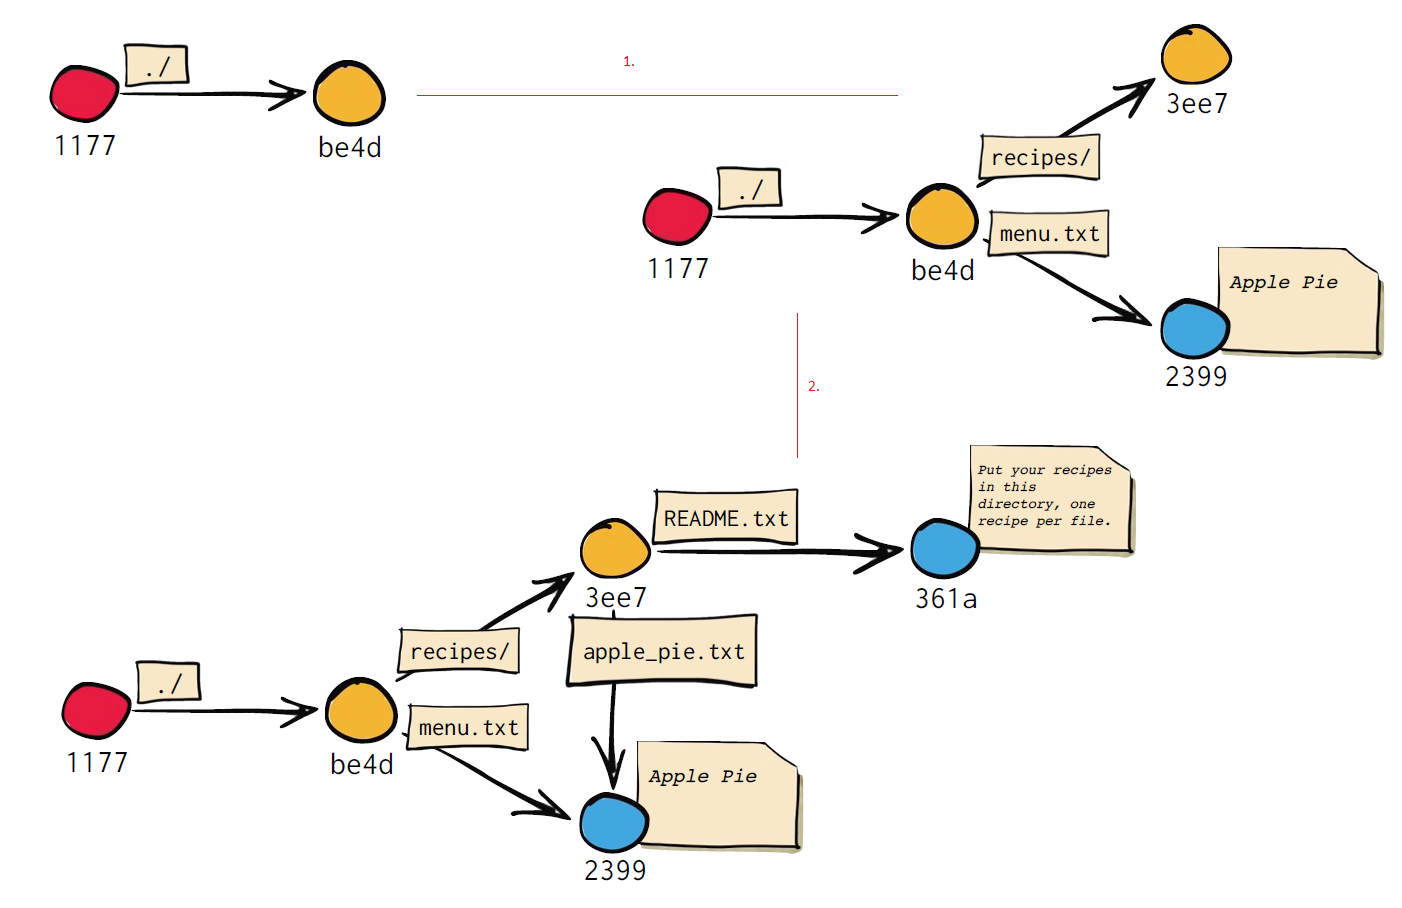 ./
1177
be4d
1.
3ee7
recipes/
./
menu.txt
1177
be4d
Apple Pie
2399
2.
Put your recipes
in this
directory, one
recipe per file.
README.txt
3ee7
361a
recipes/
apple_pie.txt
./
menu.txt
1177
be4d
Apple Pie
2399